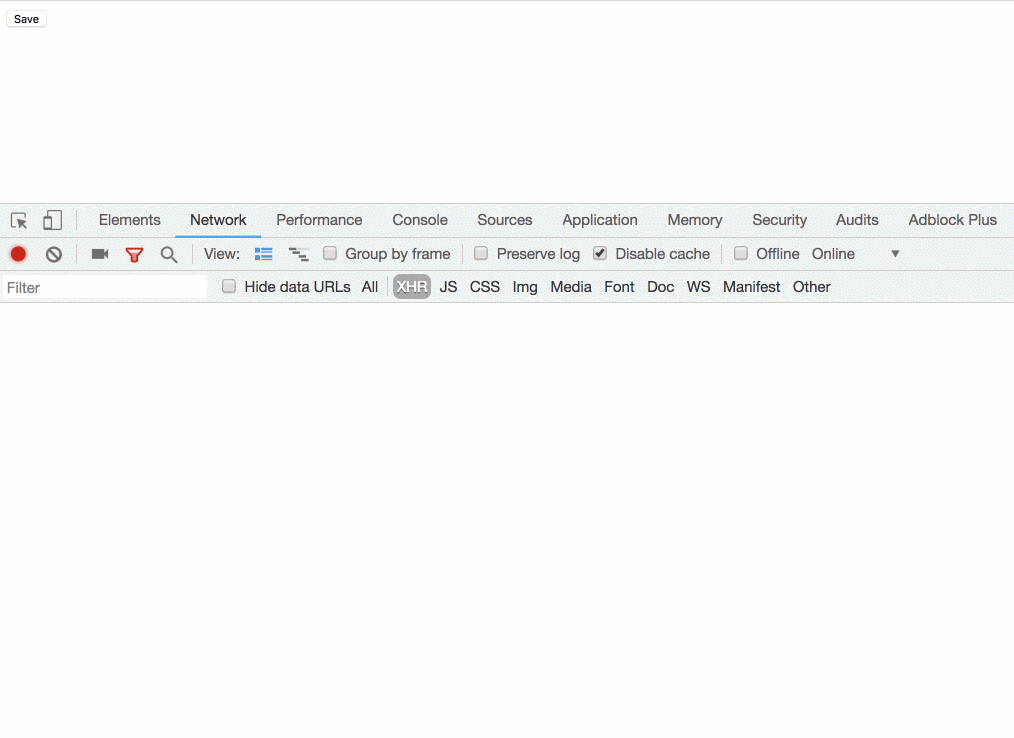 Save
Elements Network Performance Console Sources Application Memory Security Audits Adblock Plus
View: Group by frame Preserve log Disable cache Offline Online
Filter Hide data URLs All XHR JS CSS Img Media Font Doc WS Manifest Other